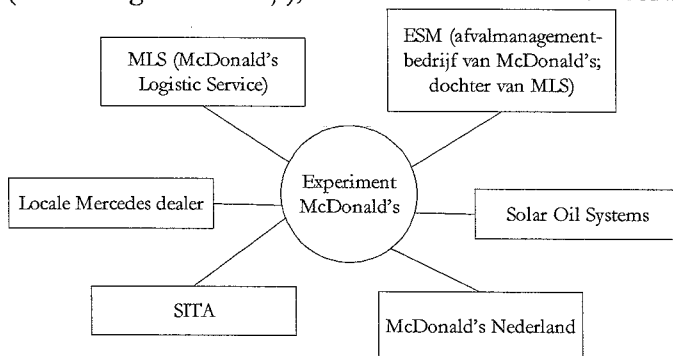 ESM (afvalmanagement-
bedrijf van McDonald's;
dochter van MLS)
MLS (McDonald's
Logistic Service)
Experiment
McDonald's
Locale Mercedes dealer
Solar Oil Systems
SITA
McDonald's Nederland